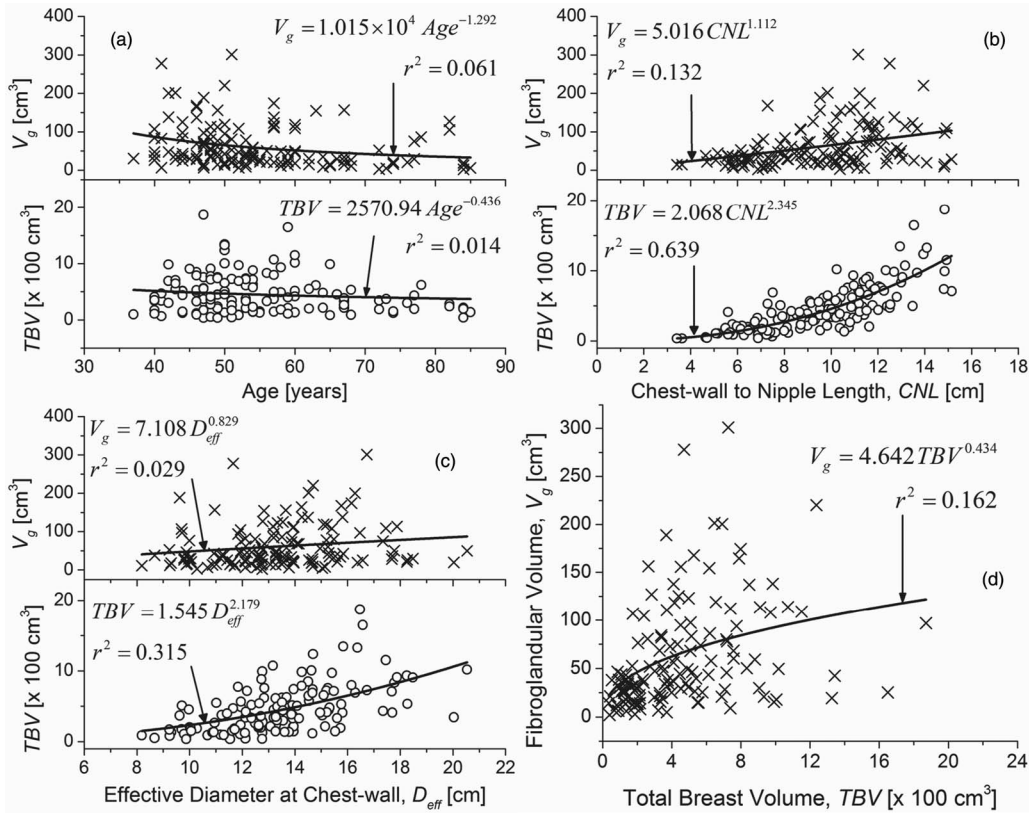 (a)
V_g = 1.015×10^4 Age^−1.292
r^2 = 0.061
V_g [cm^3]
400
300
200
100
0
TBV = 2570.94 Age^−0.436
r^2 = 0.014
TBV [x 100 cm^3]
20
10
0
30 40 50 60 70 80 90
Age [years]
(b)
V_g = 5.016 CNL^1.112
r^2 = 0.132
V_g [cm^3]
400
300
200
100
0
TBV = 2.068 CNL^2.345
r^2 = 0.639
TBV [x 100 cm^3]
20
10
0
0 2 4 6 8 10 12 14 16 18
Chest-wall to Nipple Length, CNL [cm]
(c)
V_g = 7.108 D_eff^0.829
r^2 = 0.029
V_g [cm^3]
400
300
200
100
0
TBV = 1.545 D_eff^2.179
r^2 = 0.315
TBV [x 100 cm^3]
20
10
0
6 8 10 12 14 16 18 20 22
Effective Diameter at Chest-wall, D_eff [cm]
(d)
V_g = 4.642 TBV^0.434
r^2 = 0.162
Fibroglandular Volume, V_g [cm^3]
300
250
200
150
100
50
0
0 4 8 12 16 20 24
Total Breast Volume, TBV [x 100 cm^3]